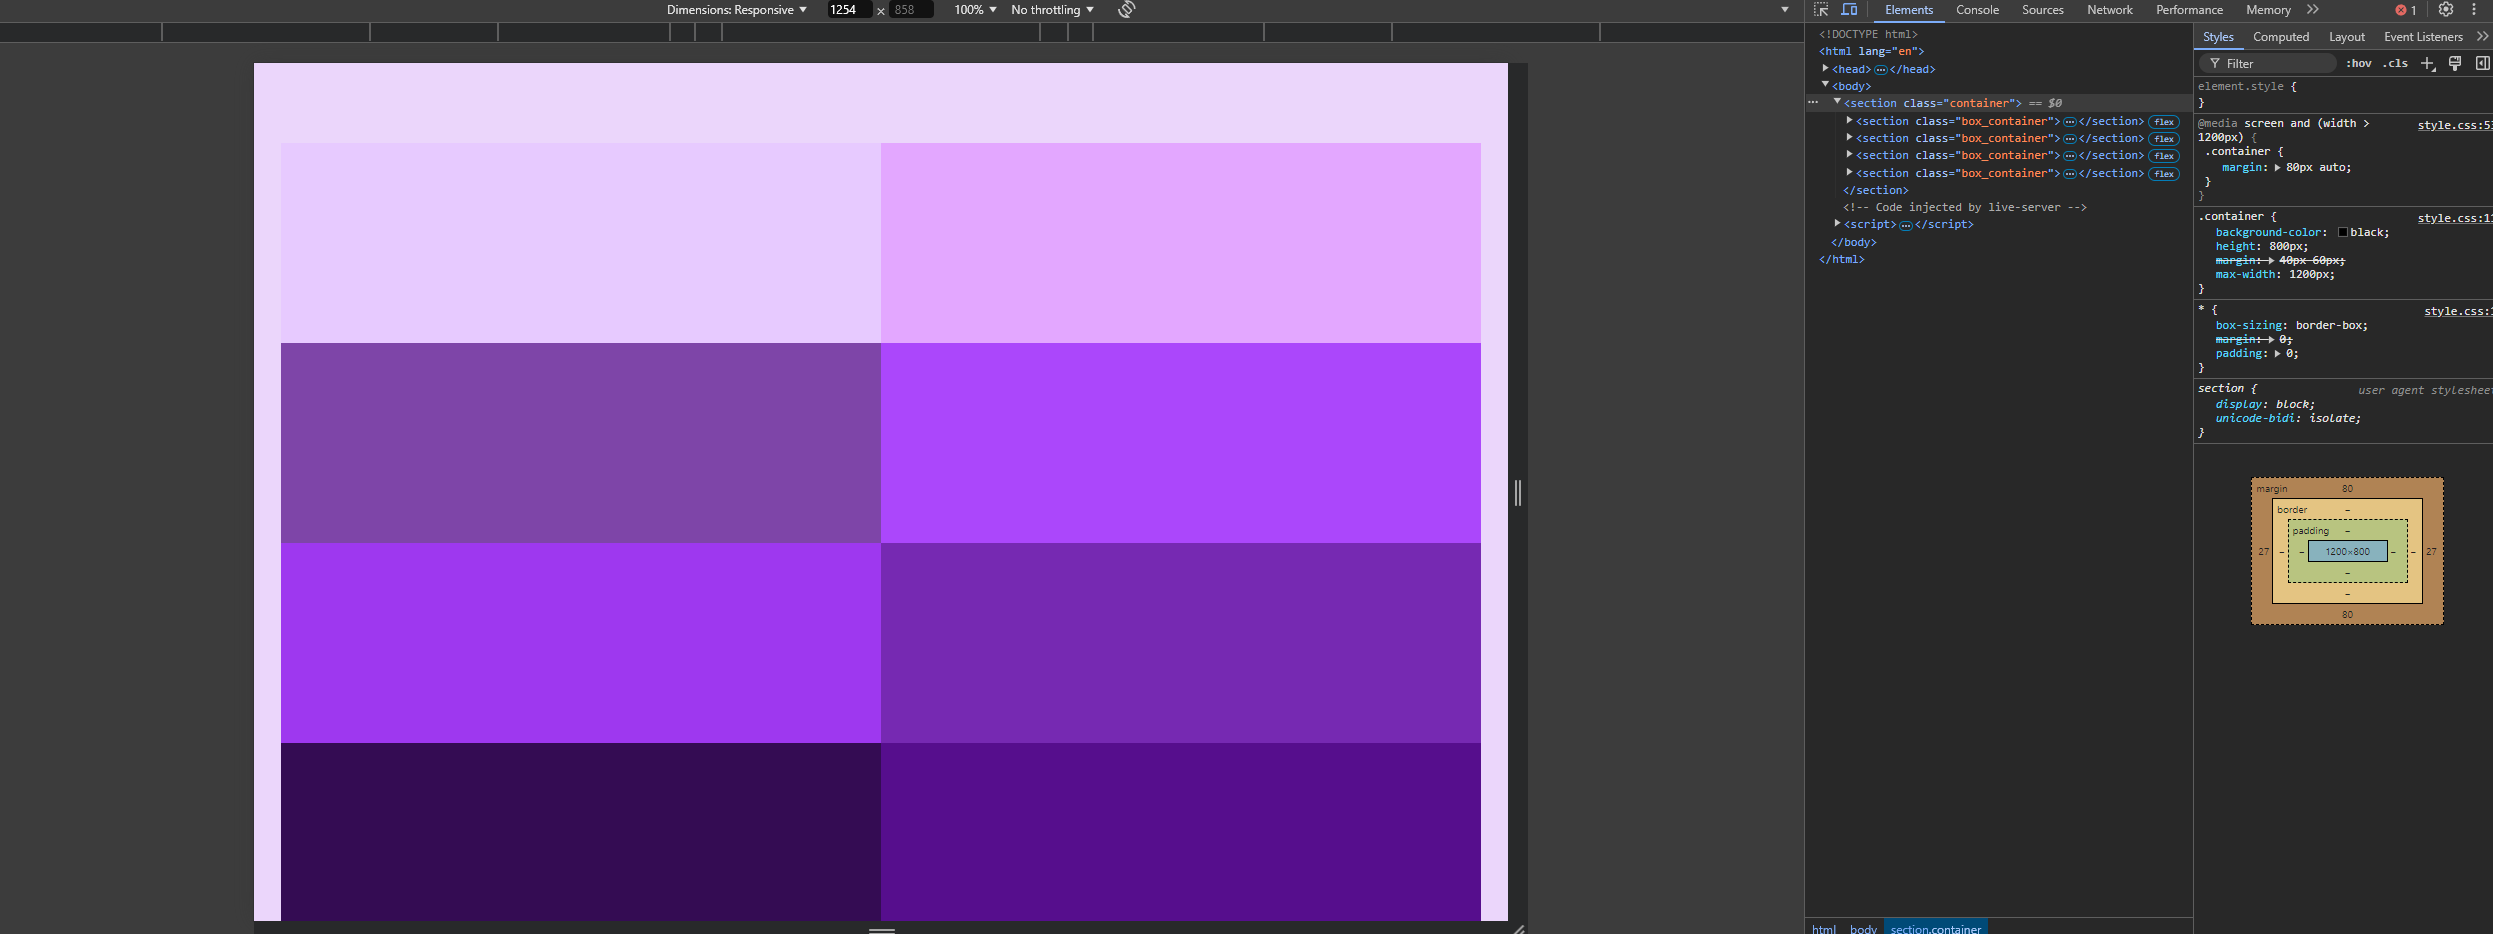 Dimensions: Responsive 1254 × 858 100% No throttling
Elements Console Sources Network Performance Memory 1
<!DOCTYPE html>
<html lang="en">
<head> </head>
<body>
<section class="container"> == $0
<section class="box_container"> </section> flex
<section class="box_container"> </section> flex
<section class="box_container"> </section> flex
<section class="box_container"> </section> flex
</section>
<!-- Code injected by live-server -->
<script> </script>
</body>
</html>
html body section.container
Styles Computed Layout Event Listeners
Filter :hov .cls
element.style {
}
@media screen and (width > style.css:53
1200px) {
.container {
margin: 80px auto;
}
}
.container { style.css:11
background-color: black;
height: 800px;
margin: 40px 60px;
max-width: 1200px;
}
* { style.css:1
box-sizing: border-box;
margin: 0;
padding: 0;
}
section { user agent stylesheet
display: block;
unicode-bidi: isolate;
}
margin 80
border –
padding –
27 – – 1200×800 – – 27
–
–
80